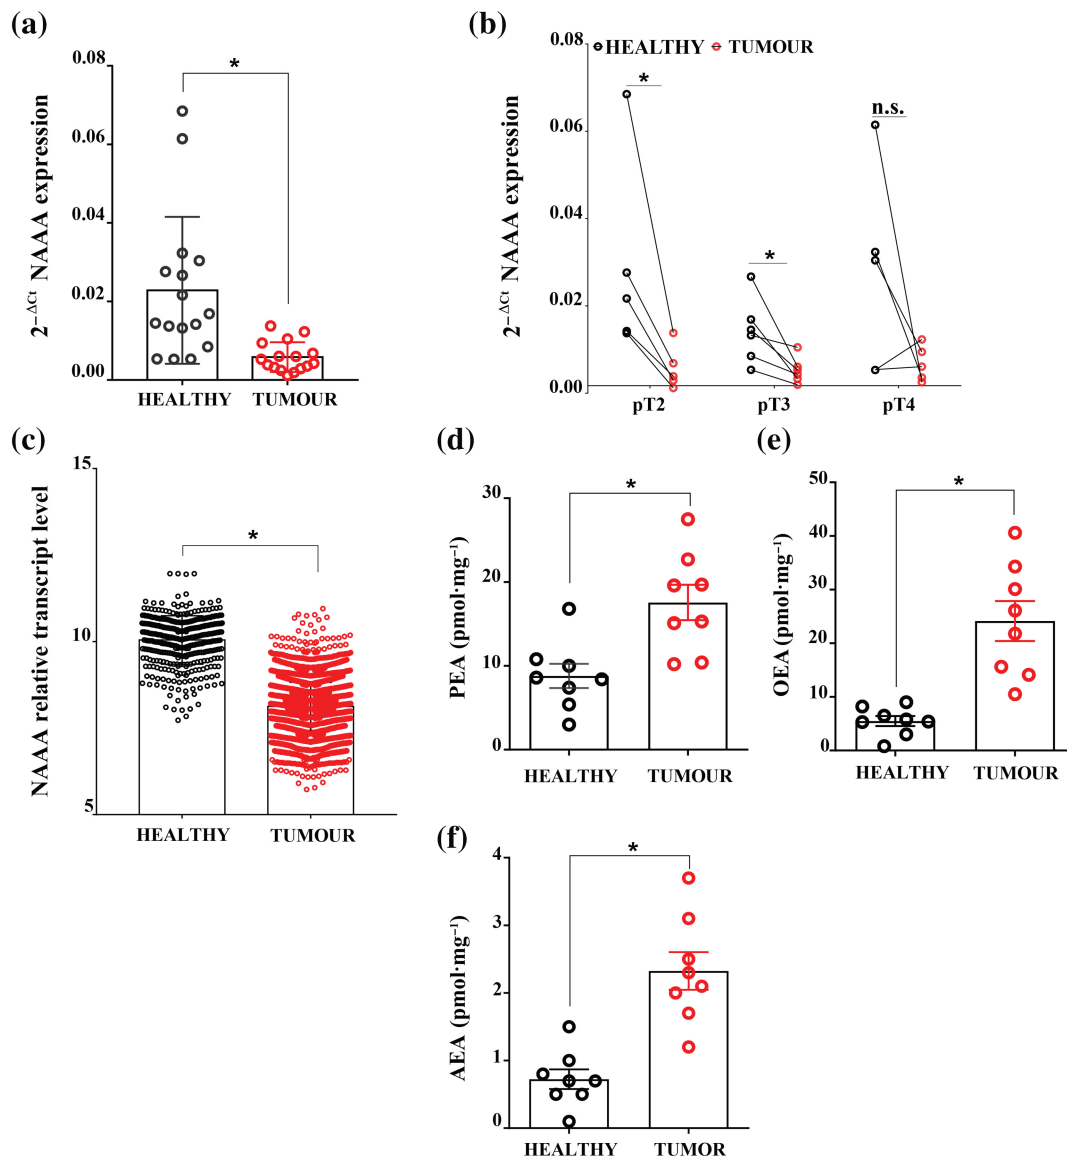 (a)
2⁻ΔCt NAAA expression
0.08
0.06
0.04
0.02
0.00
*
HEALTHY TUMOUR
(b)
2⁻ΔCt NAAA expression
0.08
0.06
0.04
0.02
0.00
HEALTHY TUMOUR
*
*
n.s.
pT2 pT3 pT4
(c)
NAAA relative transcript level
15
10
5
*
HEALTHY TUMOUR
(d)
PEA (pmol·mg⁻¹)
30
20
10
0
*
HEALTHY TUMOUR
(e)
OEA (pmol·mg⁻¹)
50
40
30
20
10
0
*
HEALTHY TUMOUR
(f)
AEA (pmol·mg⁻¹)
4
3
2
1
0
*
HEALTHY TUMOR